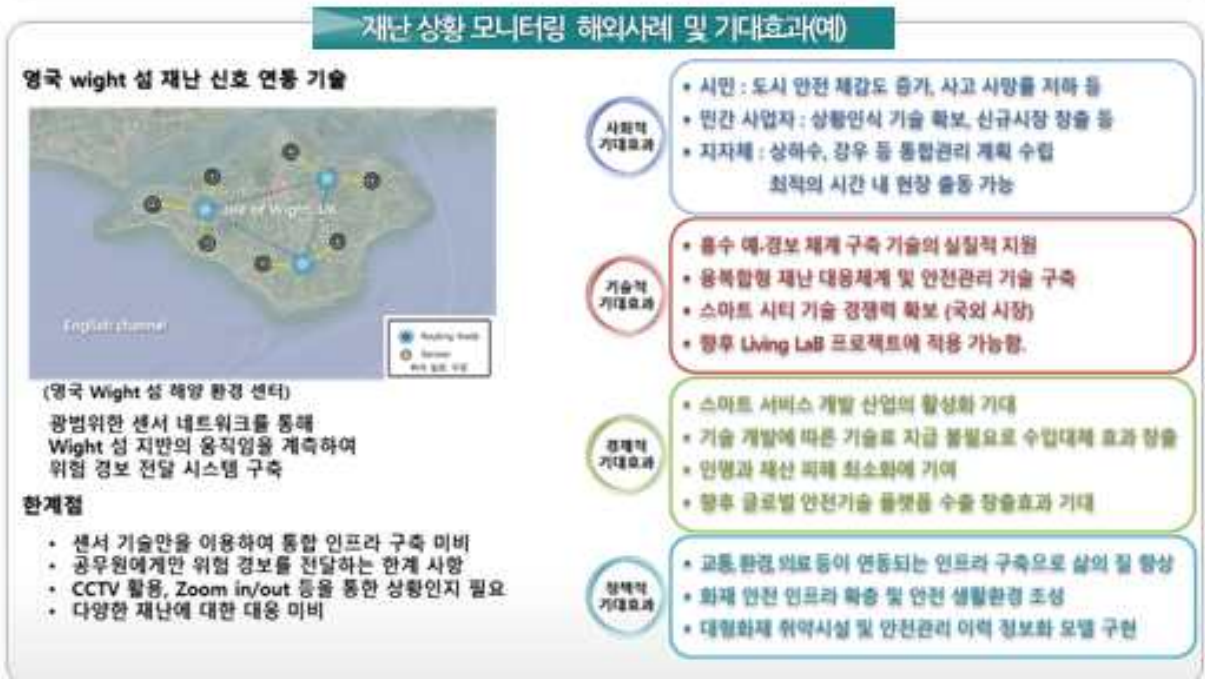 재난 상황 모니터링 해외사례 및 기대효과(예)
영국 wight 섬 재난 신호 연동 기술
Isle of Wight, UK
English channel
Routing Node
Sensor
(영국 Wight 섬 해양 환경 센터)
광범위한 센서 네트워크를 통해
Wight 섬 지반의 움직임을 계측하여
위험 경보 전달 시스템 구축
한계점
• 센서 기술만을 이용하여 통합 인프라 구축 미비
• 공무원에게만 위험 경보를 전달하는 한계 사항
• CCTV 활용, Zoom in/out 등을 통한 상황인지 필요
• 다양한 재난에 대한 대응 미비
사회적
기대효과
• 시민 : 도시 안전 체감도 증가, 사고 사망률 저하 등
• 민간 사업자 : 상황인식 기술 확보, 신규시장 창출 등
• 지자체 : 상하수, 강우 등 통합관리 계획 수립
최적의 시간 내 현장 출동 가능
기술적
기대효과
• 홍수 예·경보 체계 구축 기술의 실질적 지원
• 융복합형 재난 대응체계 및 안전관리 기술 구축
• 스마트 시티 기술 경쟁력 확보 (국외 시장)
• 향후 Living LaB 프로젝트에 적용 가능함.
경제적
기대효과
• 스마트 서비스 개발 산업의 활성화 기대
• 기술 개발에 따른 기술료 지급 불필요로 수입대체 효과 창출
• 인명과 재산 피해 최소화에 기여
• 향후 글로벌 안전기술 플랫폼 수출 창출효과 기대
정책적
기대효과
• 교통,환경,의료 등이 연동되는 인프라 구축으로 삶의 질 향상
• 화재 안전 인프라 확충 및 안전 생활환경 조성
• 대형화재 취약시설 및 안전관리 이력 정보화 모델 구현